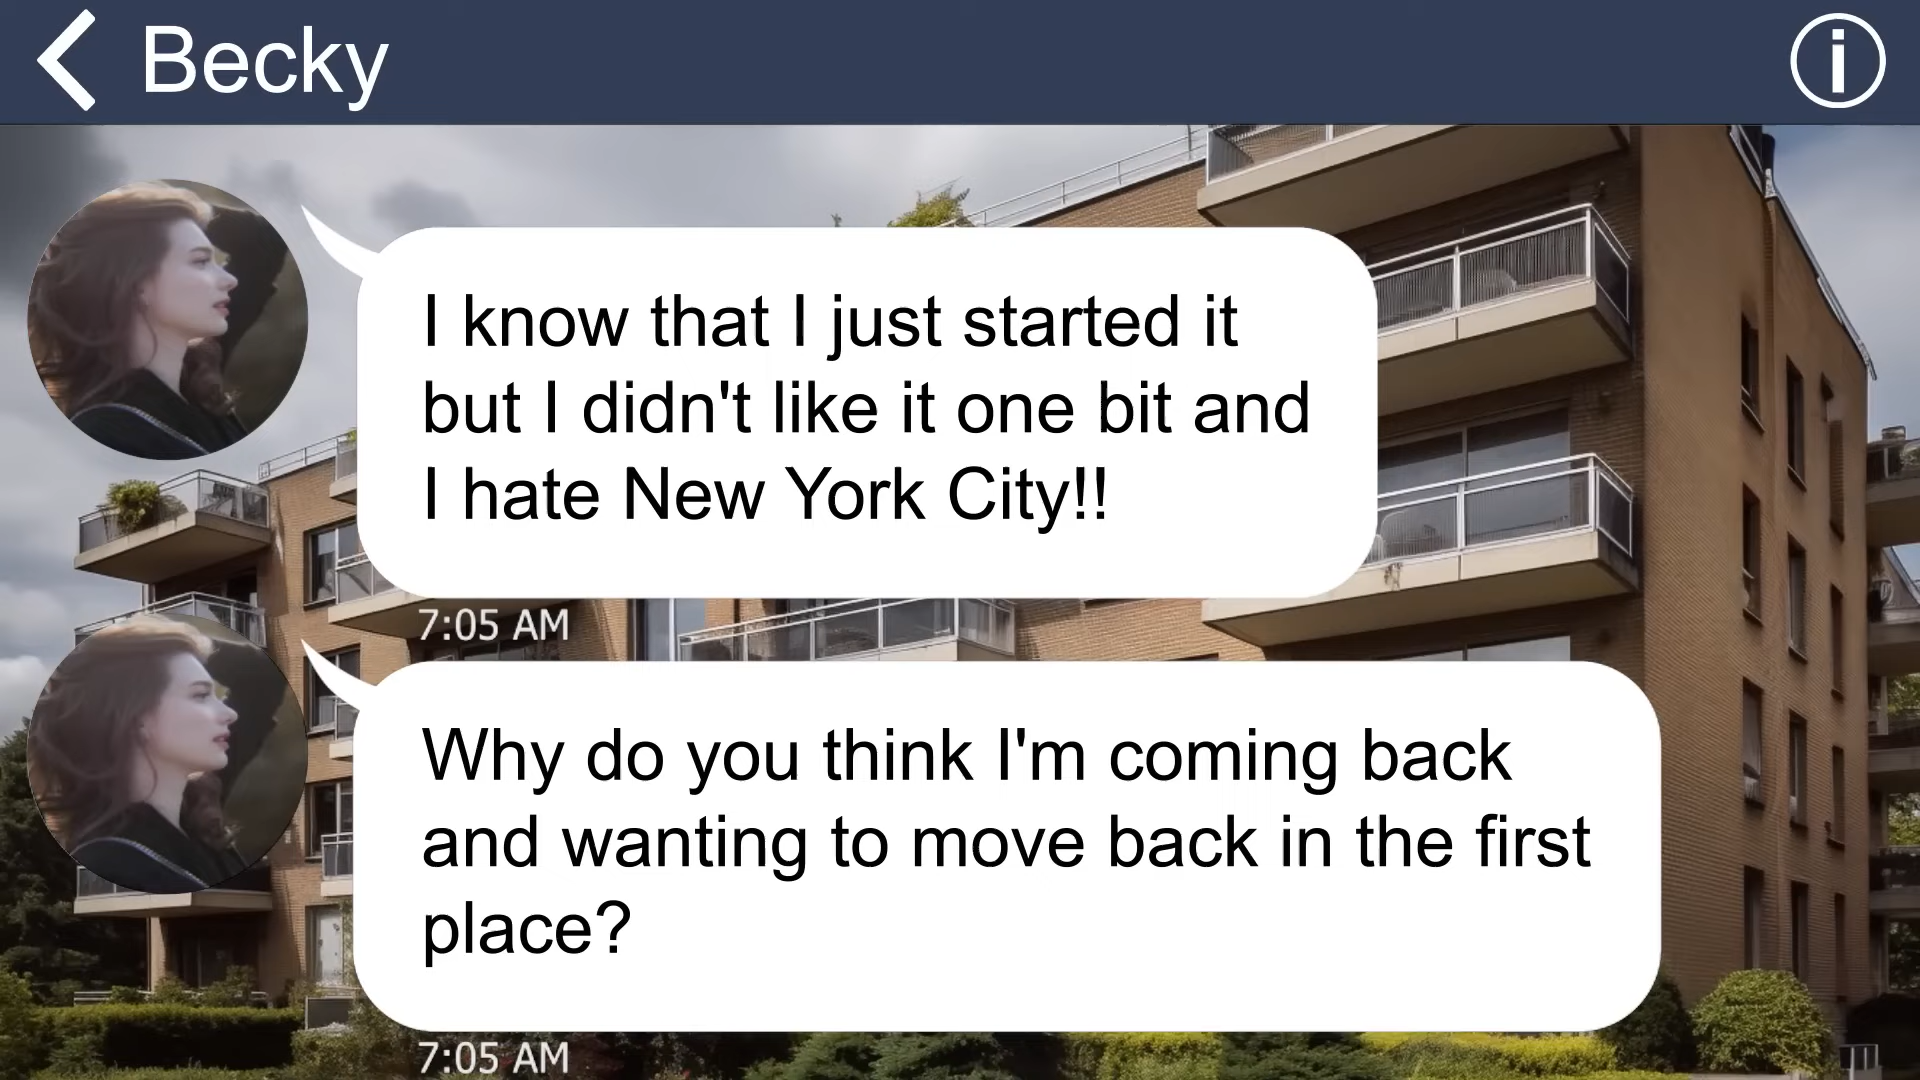 Becky
I know that I just started it
but I didn't like it one bit and
I hate New York City!!
7:05 AM
Why do you think I'm coming back
and wanting to move back in the first
place?
7:05 AM